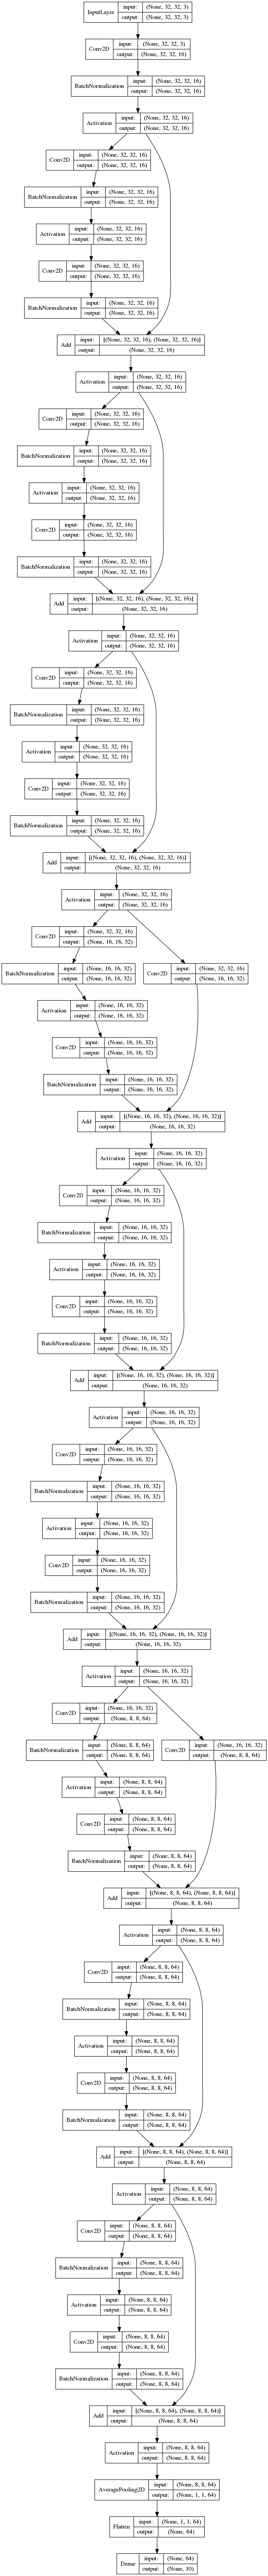 InputLayer input: (None, 32, 32, 3)
output: (None, 32, 32, 3)
Conv2D input: (None, 32, 32, 3)
output: (None, 32, 32, 16)
BatchNormalization input: (None, 32, 32, 16)
output: (None, 32, 32, 16)
Activation input: (None, 32, 32, 16)
output: (None, 32, 32, 16)
Conv2D input: (None, 32, 32, 16)
output: (None, 32, 32, 16)
BatchNormalization input: (None, 32, 32, 16)
output: (None, 32, 32, 16)
Activation input: (None, 32, 32, 16)
output: (None, 32, 32, 16)
Conv2D input: (None, 32, 32, 16)
output: (None, 32, 32, 16)
BatchNormalization input: (None, 32, 32, 16)
output: (None, 32, 32, 16)
Add input: [(None, 32, 32, 16), (None, 32, 32, 16)]
output: (None, 32, 32, 16)
Activation input: (None, 32, 32, 16)
output: (None, 32, 32, 16)
Conv2D input: (None, 32, 32, 16)
output: (None, 32, 32, 16)
BatchNormalization input: (None, 32, 32, 16)
output: (None, 32, 32, 16)
Activation input: (None, 32, 32, 16)
output: (None, 32, 32, 16)
Conv2D input: (None, 32, 32, 16)
output: (None, 32, 32, 16)
BatchNormalization input: (None, 32, 32, 16)
output: (None, 32, 32, 16)
Add input: [(None, 32, 32, 16), (None, 32, 32, 16)]
output: (None, 32, 32, 16)
Activation input: (None, 32, 32, 16)
output: (None, 32, 32, 16)
Conv2D input: (None, 32, 32, 16)
output: (None, 32, 32, 16)
BatchNormalization input: (None, 32, 32, 16)
output: (None, 32, 32, 16)
Activation input: (None, 32, 32, 16)
output: (None, 32, 32, 16)
Conv2D input: (None, 32, 32, 16)
output: (None, 32, 32, 16)
BatchNormalization input: (None, 32, 32, 16)
output: (None, 32, 32, 16)
Add input: [(None, 32, 32, 16), (None, 32, 32, 16)]
output: (None, 32, 32, 16)
Activation input: (None, 32, 32, 16)
output: (None, 32, 32, 16)
Conv2D input: (None, 32, 32, 16)
output: (None, 16, 16, 32)
BatchNormalization input: (None, 16, 16, 32)
output: (None, 16, 16, 32)
Conv2D input: (None, 32, 32, 16)
output: (None, 16, 16, 32)
Activation input: (None, 16, 16, 32)
output: (None, 16, 16, 32)
Conv2D input: (None, 16, 16, 32)
output: (None, 16, 16, 32)
BatchNormalization input: (None, 16, 16, 32)
output: (None, 16, 16, 32)
Add input: [(None, 16, 16, 32), (None, 16, 16, 32)]
output: (None, 16, 16, 32)
Activation input: (None, 16, 16, 32)
output: (None, 16, 16, 32)
Conv2D input: (None, 16, 16, 32)
output: (None, 16, 16, 32)
BatchNormalization input: (None, 16, 16, 32)
output: (None, 16, 16, 32)
Activation input: (None, 16, 16, 32)
output: (None, 16, 16, 32)
Conv2D input: (None, 16, 16, 32)
output: (None, 16, 16, 32)
BatchNormalization input: (None, 16, 16, 32)
output: (None, 16, 16, 32)
Add input: [(None, 16, 16, 32), (None, 16, 16, 32)]
output: (None, 16, 16, 32)
Activation input: (None, 16, 16, 32)
output: (None, 16, 16, 32)
Conv2D input: (None, 16, 16, 32)
output: (None, 16, 16, 32)
BatchNormalization input: (None, 16, 16, 32)
output: (None, 16, 16, 32)
Activation input: (None, 16, 16, 32)
output: (None, 16, 16, 32)
Conv2D input: (None, 16, 16, 32)
output: (None, 16, 16, 32)
BatchNormalization input: (None, 16, 16, 32)
output: (None, 16, 16, 32)
Add input: [(None, 16, 16, 32), (None, 16, 16, 32)]
output: (None, 16, 16, 32)
Activation input: (None, 16, 16, 32)
output: (None, 16, 16, 32)
Conv2D input: (None, 16, 16, 32)
output: (None, 8, 8, 64)
BatchNormalization input: (None, 8, 8, 64)
output: (None, 8, 8, 64)
Conv2D input: (None, 16, 16, 32)
output: (None, 8, 8, 64)
Activation input: (None, 8, 8, 64)
output: (None, 8, 8, 64)
Conv2D input: (None, 8, 8, 64)
output: (None, 8, 8, 64)
BatchNormalization input: (None, 8, 8, 64)
output: (None, 8, 8, 64)
Add input: [(None, 8, 8, 64), (None, 8, 8, 64)]
output: (None, 8, 8, 64)
Activation input: (None, 8, 8, 64)
output: (None, 8, 8, 64)
Conv2D input: (None, 8, 8, 64)
output: (None, 8, 8, 64)
BatchNormalization input: (None, 8, 8, 64)
output: (None, 8, 8, 64)
Activation input: (None, 8, 8, 64)
output: (None, 8, 8, 64)
Conv2D input: (None, 8, 8, 64)
output: (None, 8, 8, 64)
BatchNormalization input: (None, 8, 8, 64)
output: (None, 8, 8, 64)
Add input: [(None, 8, 8, 64), (None, 8, 8, 64)]
output: (None, 8, 8, 64)
Activation input: (None, 8, 8, 64)
output: (None, 8, 8, 64)
Conv2D input: (None, 8, 8, 64)
output: (None, 8, 8, 64)
BatchNormalization input: (None, 8, 8, 64)
output: (None, 8, 8, 64)
Activation input: (None, 8, 8, 64)
output: (None, 8, 8, 64)
Conv2D input: (None, 8, 8, 64)
output: (None, 8, 8, 64)
BatchNormalization input: (None, 8, 8, 64)
output: (None, 8, 8, 64)
Add input: [(None, 8, 8, 64), (None, 8, 8, 64)]
output: (None, 8, 8, 64)
Activation input: (None, 8, 8, 64)
output: (None, 8, 8, 64)
AveragePooling2D input: (None, 8, 8, 64)
output: (None, 1, 1, 64)
Flatten input: (None, 1, 1, 64)
output: (None, 64)
Dense input: (None, 64)
output: (None, 10)